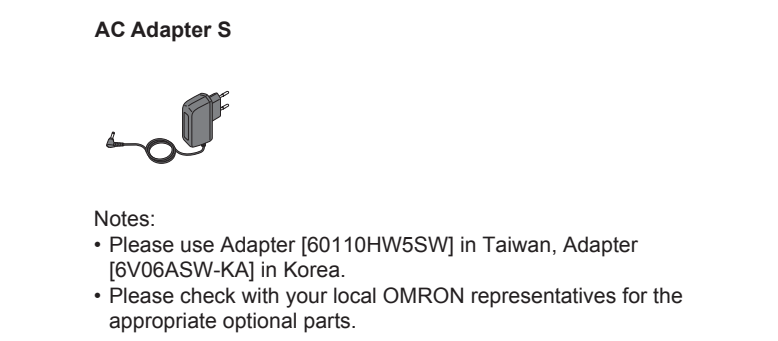 AC Adapter S
Notes:
• Please use Adapter [60110HW5SW] in Taiwan, Adapter
[6V06ASW-KA] in Korea.
• Please check with your local OMRON representatives for the
appropriate optional parts.